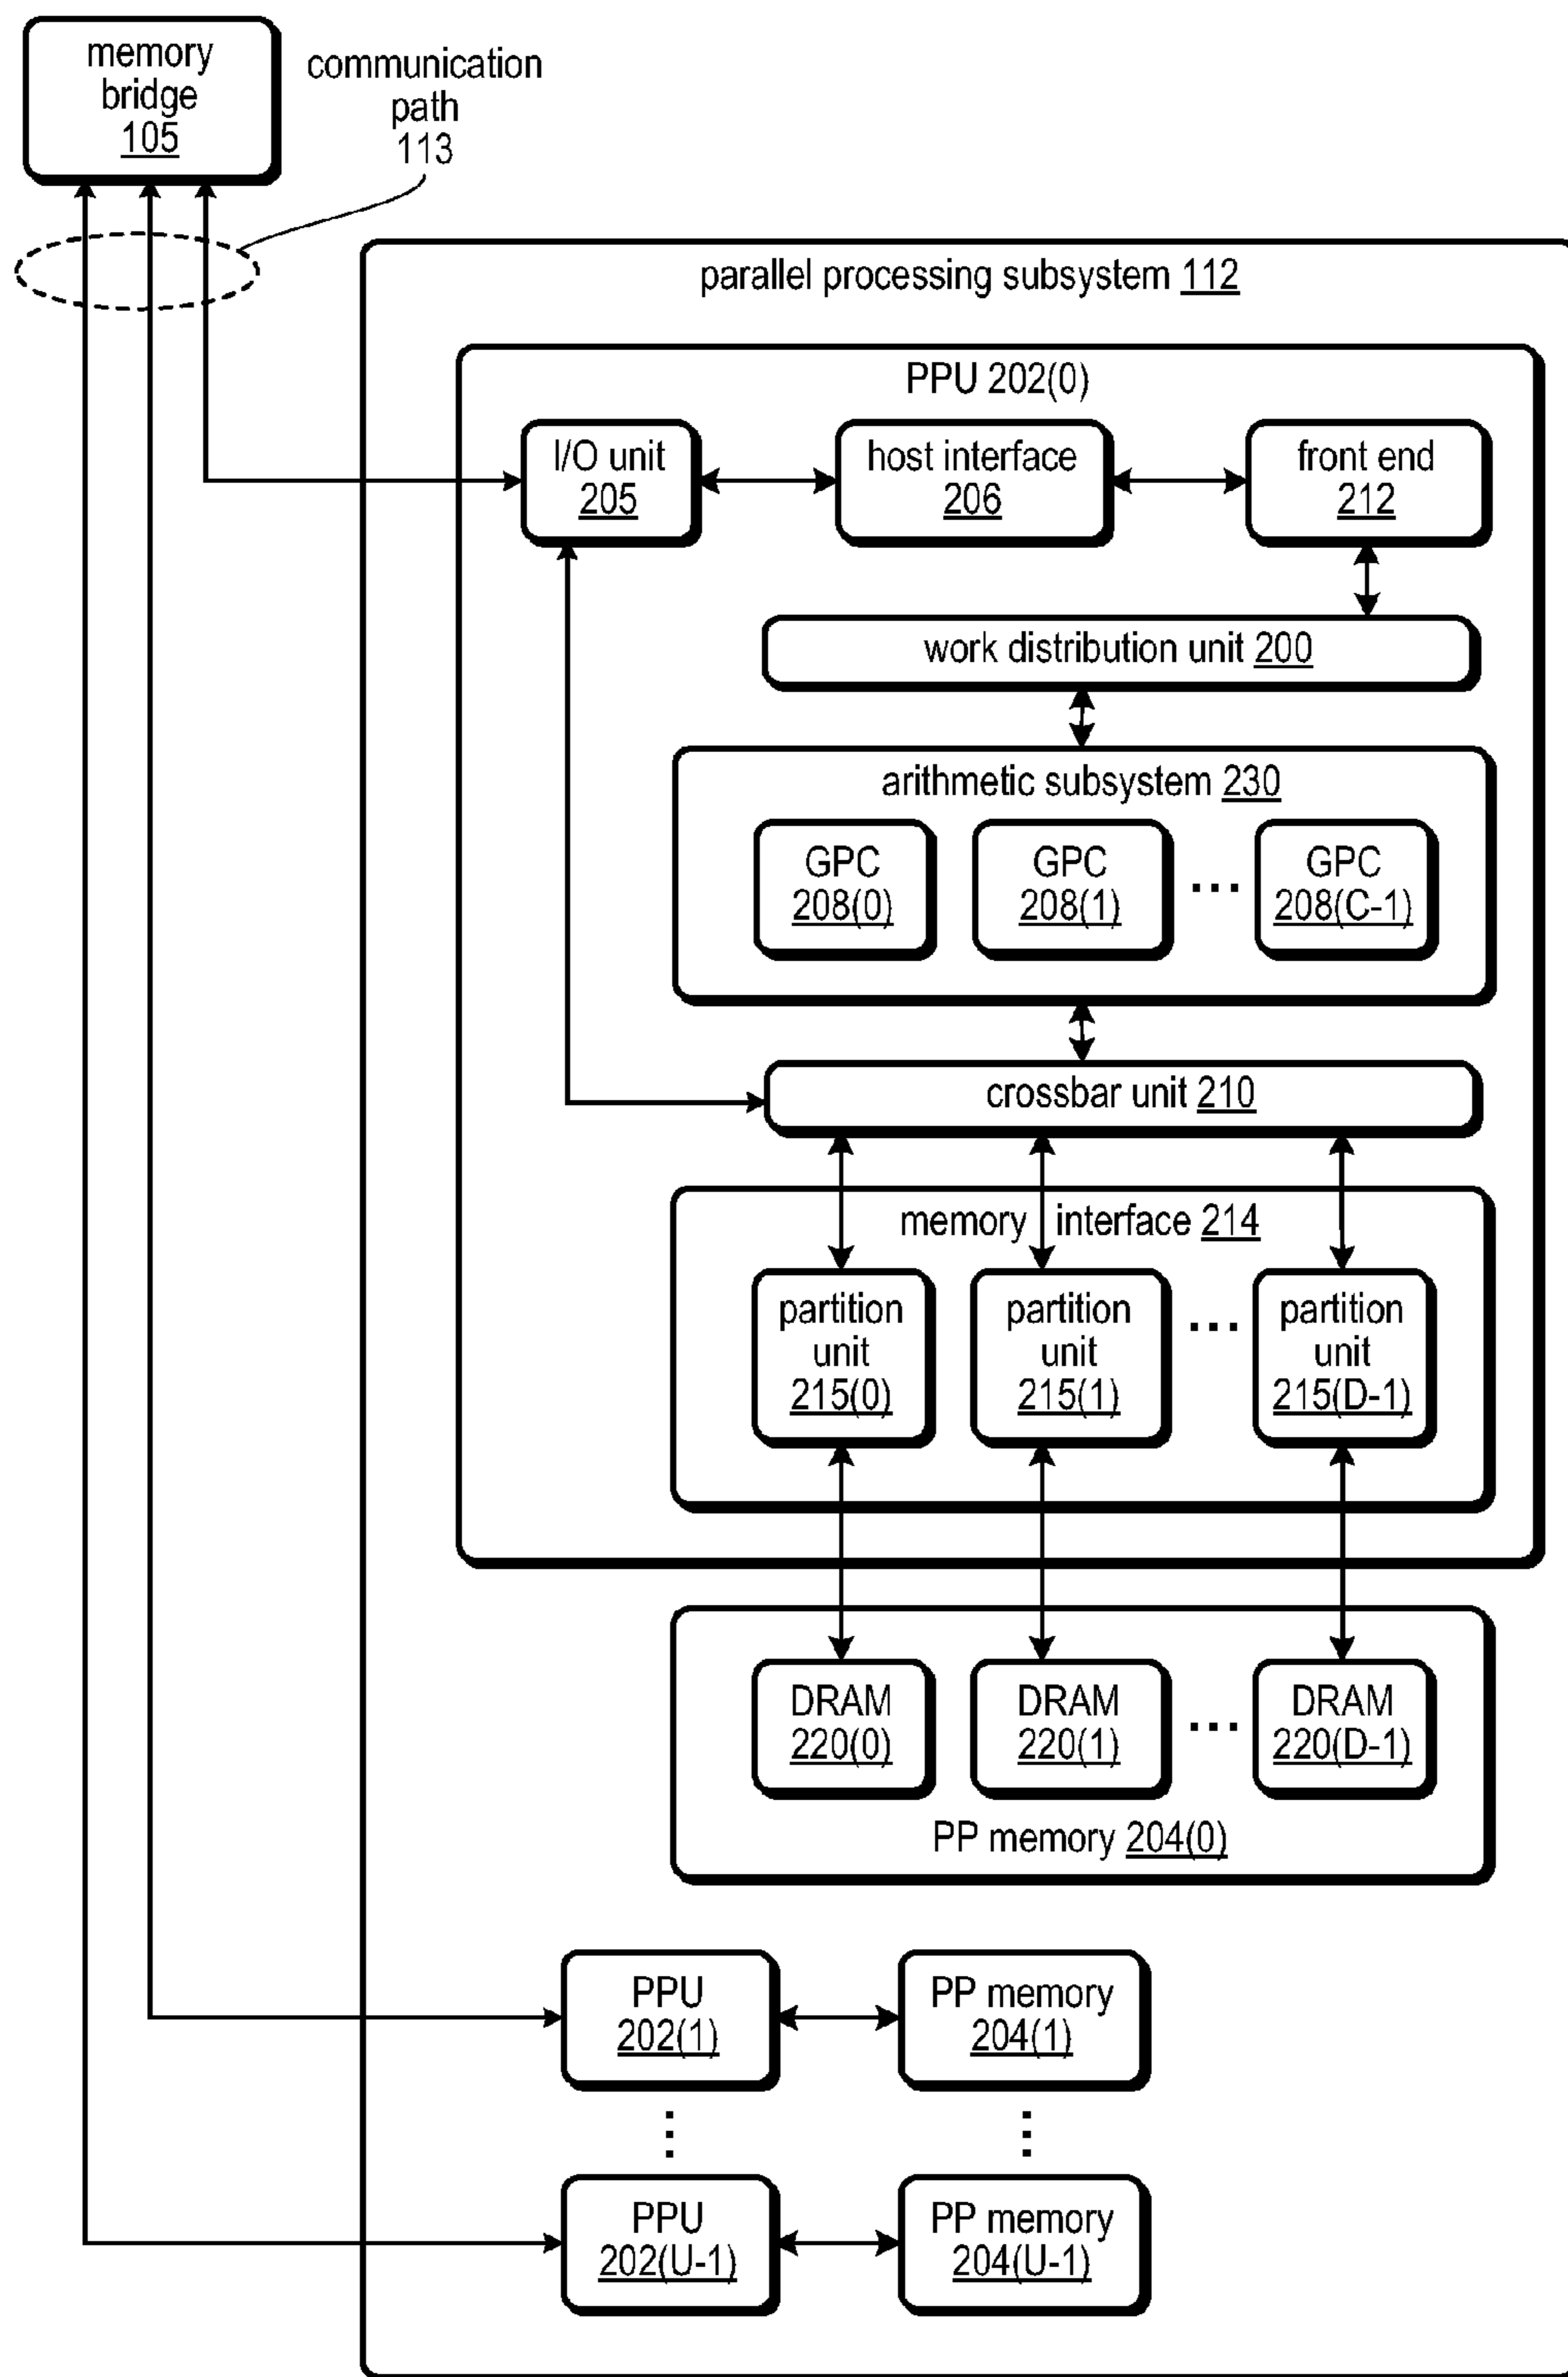 memory
bridge
105
communication
path
113
parallel processing subsystem 112
PPU 202(0)
I/O unit
205
host interface
206
front end
212
work distribution unit 200
arithmetic subsystem 230
GPC
208(0)
GPC
208(1)
...
GPC
208(C-1)
crossbar unit 210
memory interface 214
partition
unit
215(0)
partition
unit
215(1)
...
partition
unit
215(D-1)
DRAM
220(0)
DRAM
220(1)
...
DRAM
220(D-1)
PP memory 204(0)
PPU
202(1)
PP memory
204(1)
PPU
202(U-1)
PP memory
204(U-1)